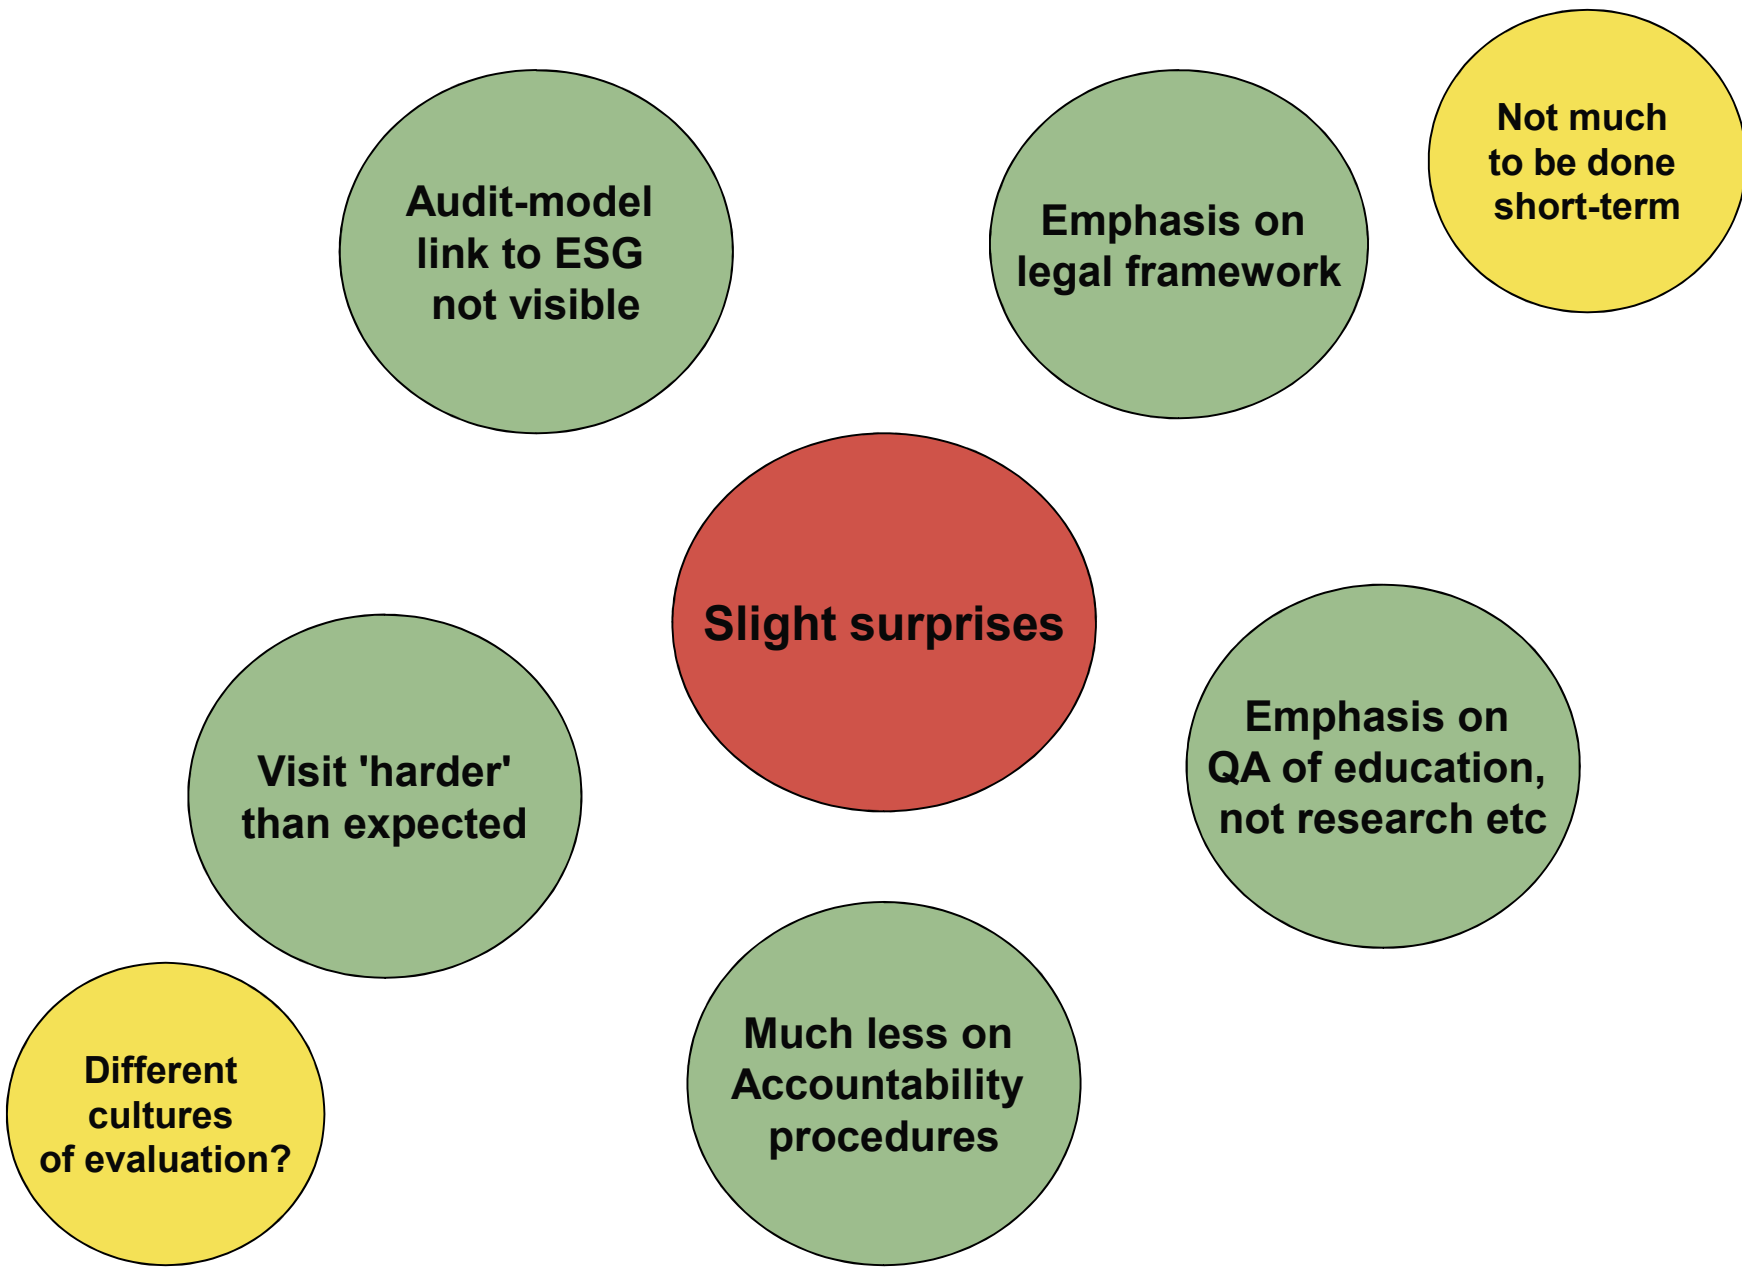 Not much
to be done
short-term
Audit-model
link to ESG
not visible
Emphasis on
legal framework
Slight surprises
Visit 'harder'
than expected
Emphasis on
QA of education,
not research etc
Much less on
Accountability
procedures
Different
cultures
of evaluation?